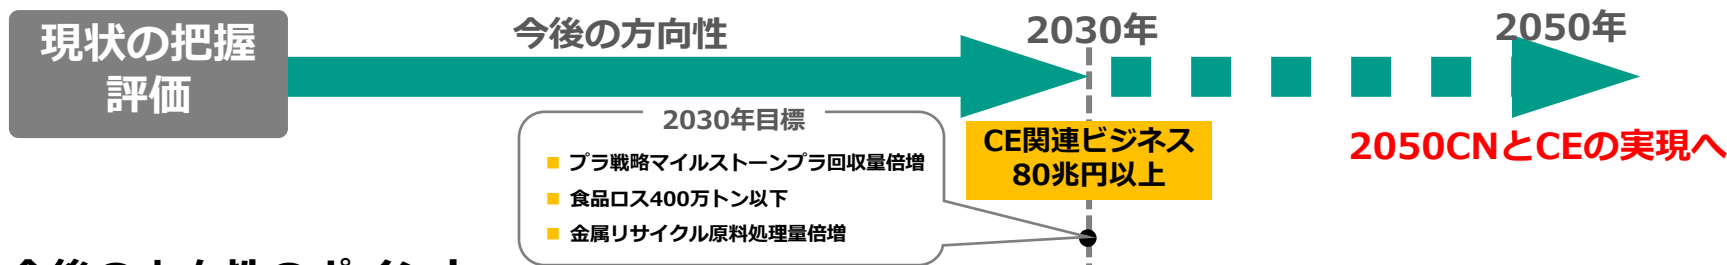 現状の把握
評価
今後の方向性
2030年
2050年
2030年目標
プラ戦略マイルストーンプラ回収量倍増
食品ロス400万トン以下
金属リサイクル原料処理量倍増
CE関連ビジネス
80兆円以上
2050CNとCEの実現へ